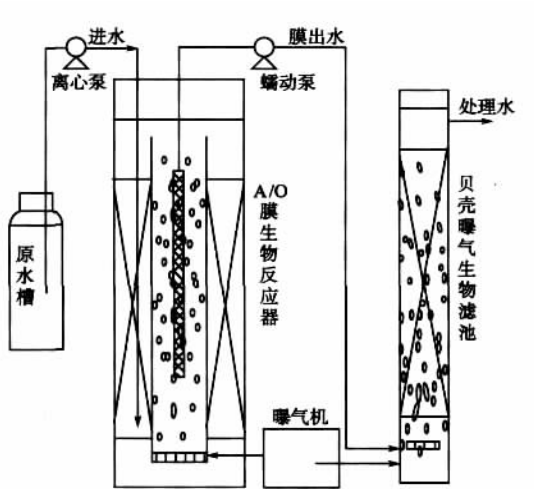 进水
离心泵
膜出水
蠕动泵
处理水
原水槽
A/O膜生物反应器
贝壳曝气生物滤池
曝气机